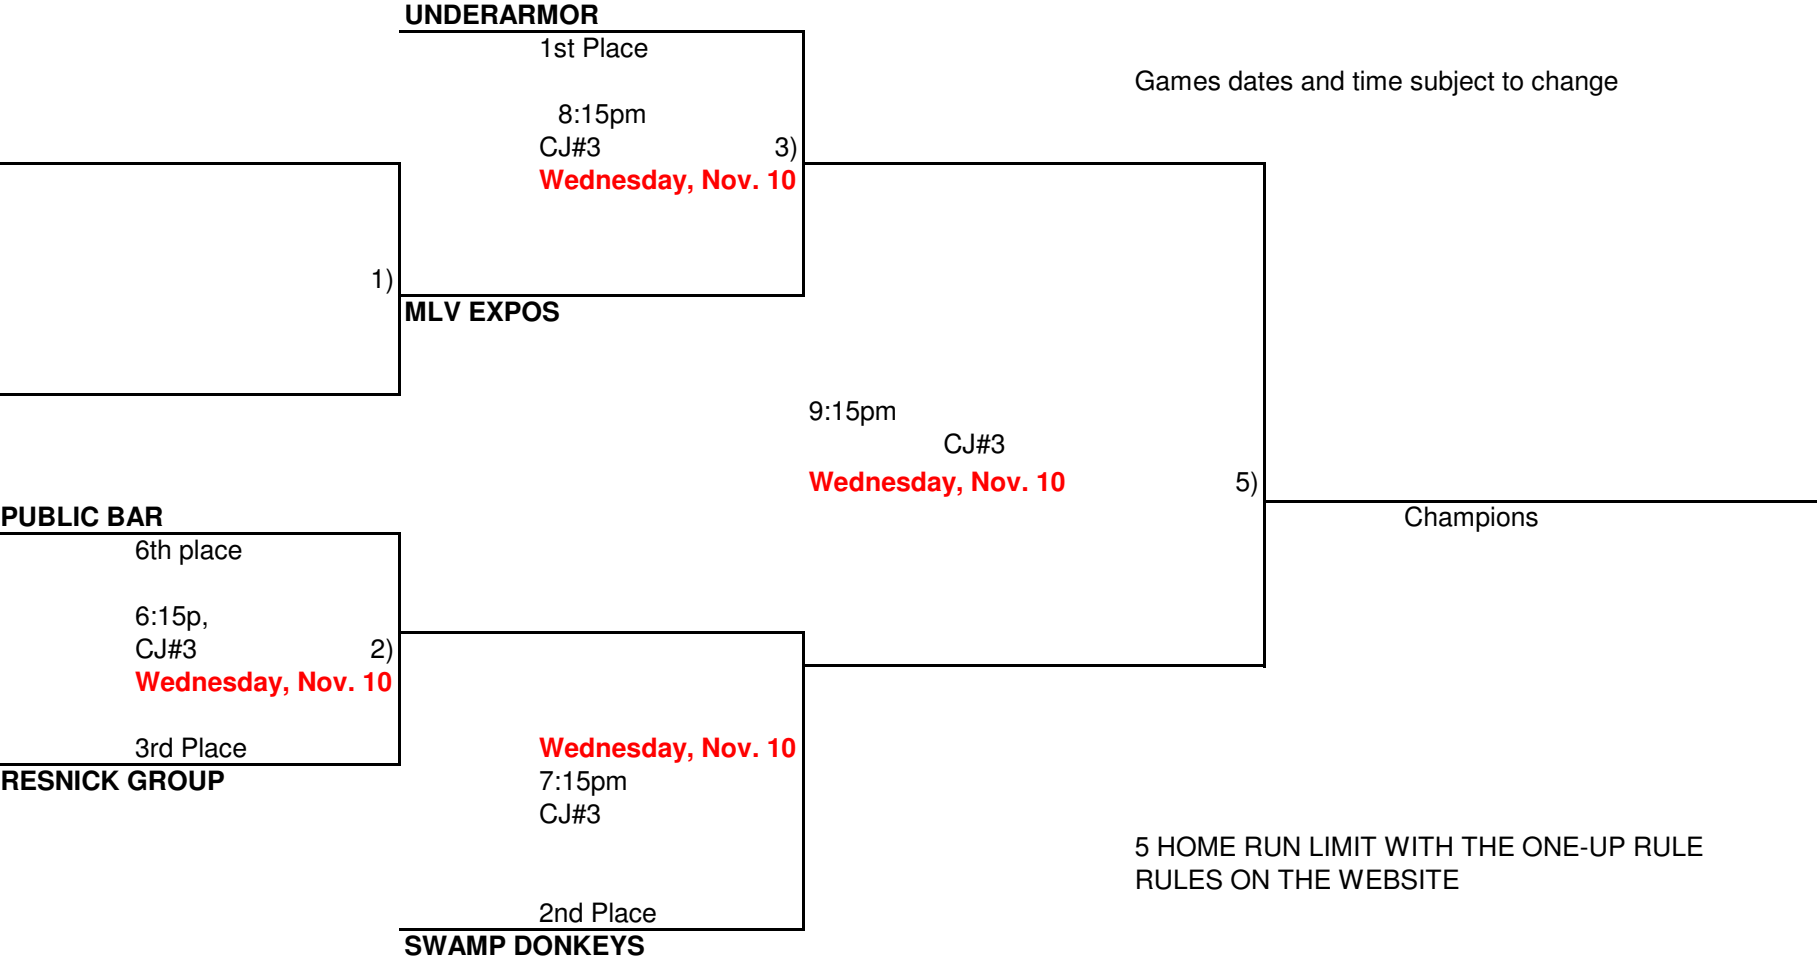 UNDERARMOR
1st Place
Games dates and time subject to change
8:15pm
CJ#3 3)
Wednesday, Nov. 10
1)
MLV EXPOS
9:15pm
CJ#3
Wednesday, Nov. 10 5)
PUBLIC BAR
Champions
6th place
6:15p,
CJ#3 2)
Wednesday, Nov. 10
3rd Place
RESNICK GROUP
Wednesday, Nov. 10
7:15pm
CJ#3
5 HOME RUN LIMIT WITH THE ONE-UP RULE
RULES ON THE WEBSITE
2nd Place
SWAMP DONKEYS